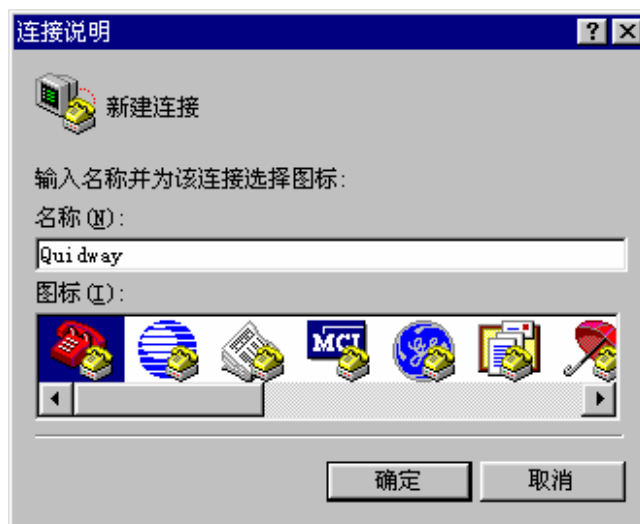 连接说明
新建连接
输入名称并为该连接选择图标:
名称(N):
Quidway
图标(I):
MCI
确定
取消